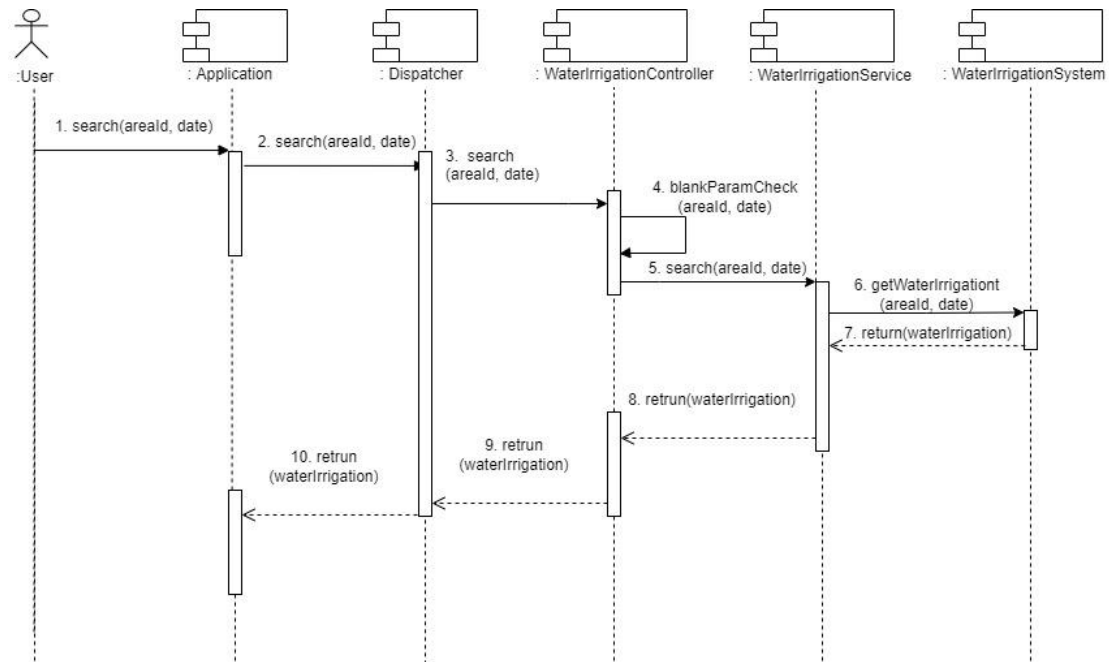 :User
: Application
: Dispatcher
: WaterIrrigationController
: WaterIrrigationService
: WaterIrrigationSystem
1. search(areaId, date)
2. search(areaId, date)
3. search
(areaId, date)
4. blankParamCheck
(areaId, date)
5. search(areaId, date)
6. getWaterIrrigationt
(areaId, date)
7. return(waterIrrigation)
8. retrun(waterIrrigation)
9. retrun
(waterIrrigation)
10. retrun
(waterIrrigation)